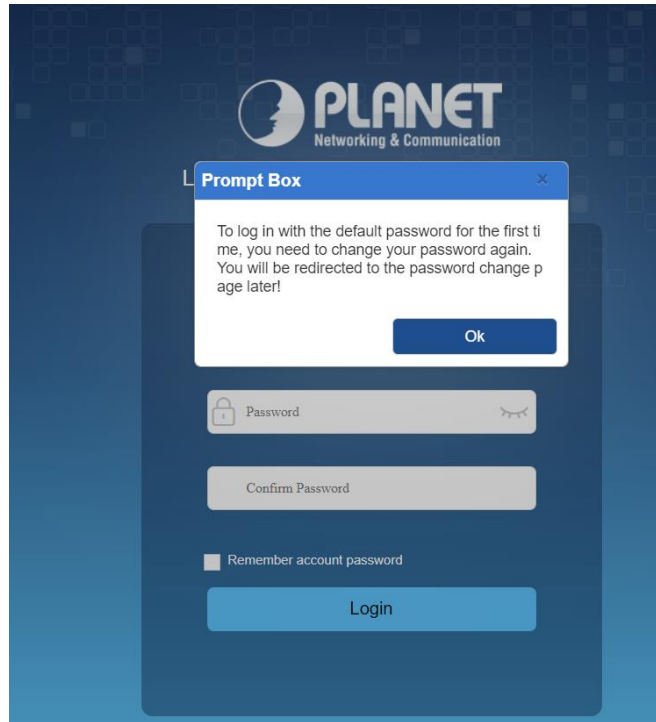 PLANET
Networking & Communication
L
Prompt Box
×
To log in with the default password for the first ti
me, you need to change your password again.
You will be redirected to the password change p
age later!
Ok
Password
Confirm Password
Remember account password
Login